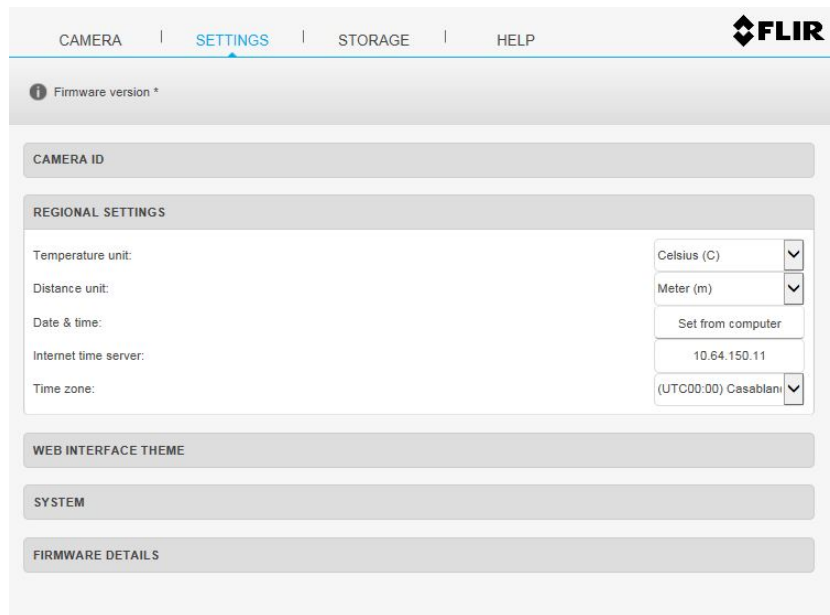 CAMERA | SETTINGS | STORAGE | HELP
FLIR
Firmware version *
CAMERA ID
REGIONAL SETTINGS
Temperature unit: Celsius (C)
Distance unit: Meter (m)
Date & time: Set from computer
Internet time server: 10.64.150.11
Time zone: (UTC00:00) Casablan
WEB INTERFACE THEME
SYSTEM
FIRMWARE DETAILS